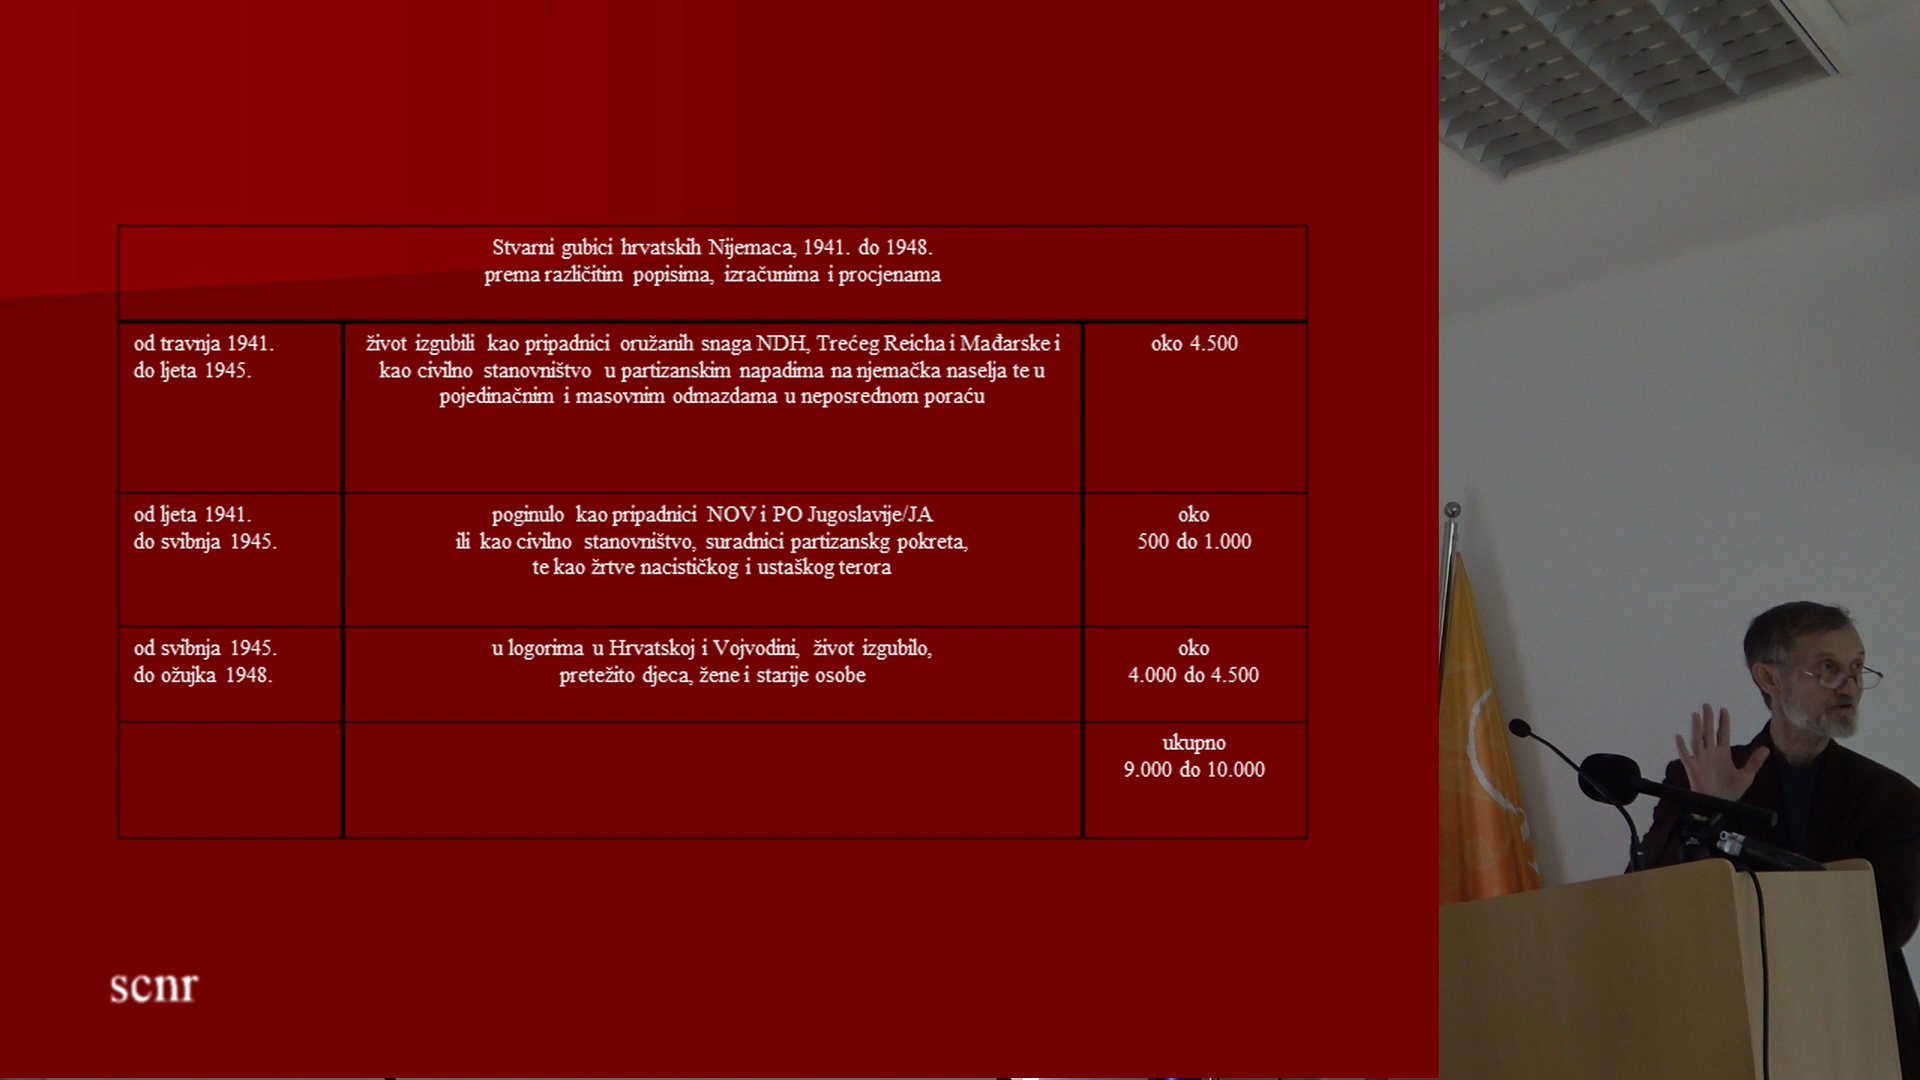 Stvarni gubici hrvatskih Nijemaca, 1941. do 1948.
prema različitim popisima, izračunima i procjenama
od travnja 1941.
do ljeta 1945.
život izgubili kao pripadnici oružanih snaga NDH, Trećeg Reicha i Mađarske i
kao civilno stanovništvo u partizanskim napadima na njemačka naselja te u
pojedinačnim i masovnim odmazdama u neposrednom poraću
oko 4.500
od ljeta 1941.
do svibnja 1945.
poginulo kao pripadnici NOV i PO Jugoslavije/JA
ili kao civilno stanovništvo, suradnici partizanskg pokreta,
te kao žrtve nacističkog i ustaškog terora
oko
500 do 1.000
od svibnja 1945.
do ožujka 1948.
u logorima u Hrvatskoj i Vojvodini, život izgubilo,
pretežito djeca, žene i starije osobe
oko
4.000 do 4.500
ukupno
9.000 do 10.000
scnr